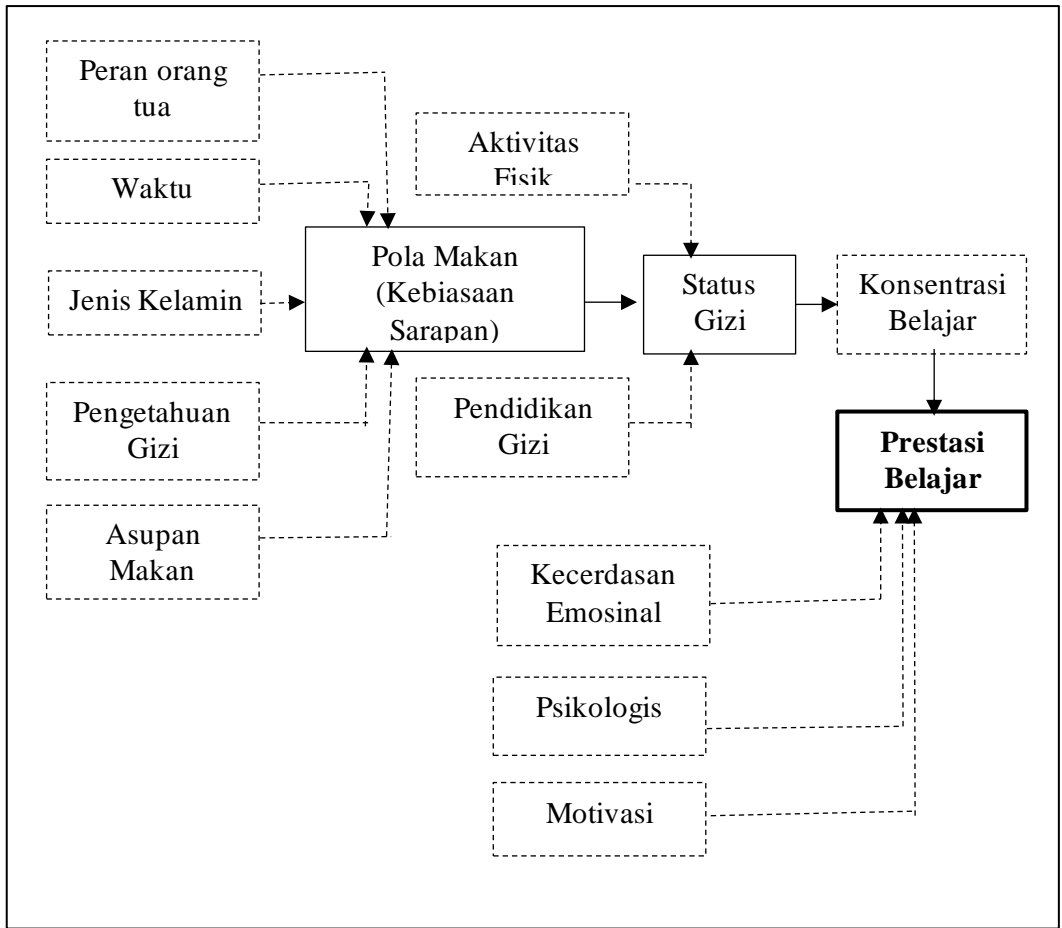 Peran orang
tua
Waktu
Jenis Kelamin
Pengetahuan
Gizi
Asupan
Makan
Pola Makan
(Kebiasaan
Sarapan)
Aktivitas
Fisik
Pendidikan
Gizi
Status
Gizi
Konsentrasi
Belajar
Prestasi
Belajar
Kecerdasan
Emosinal
Psikologis
Motivasi